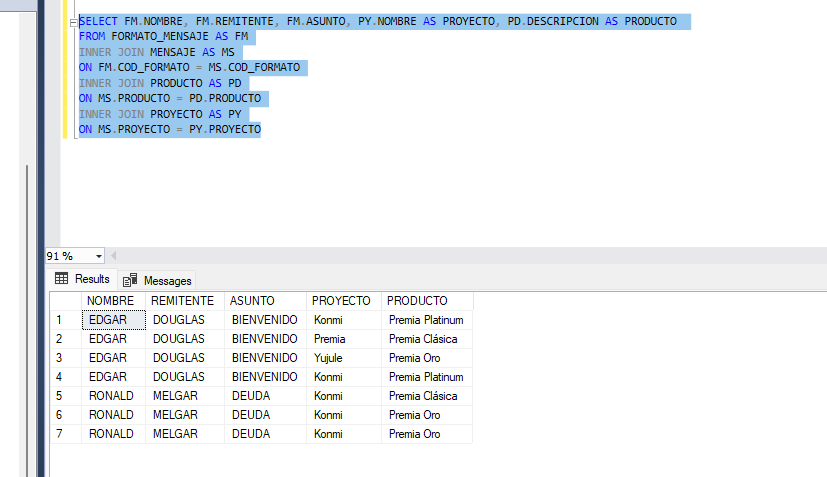 SELECT FM.NOMBRE, FM.REMITENTE, FM.ASUNTO, PY.NOMBRE AS PROYECTO, PD.DESCRIPCION AS PRODUCTO
FROM FORMATO_MENSAJE AS FM
INNER JOIN MENSAJE AS MS
ON FM.COD_FORMATO = MS.COD_FORMATO
INNER JOIN PRODUCTO AS PD
ON MS.PRODUCTO = PD.PRODUCTO
INNER JOIN PROYECTO AS PY
ON MS.PROYECTO = PY.PROYECTO
91 %
Results Messages
NOMBRE REMITENTE ASUNTO PROYECTO PRODUCTO
1 EDGAR DOUGLAS BIENVENIDO Konmi Premia Platinum
2 EDGAR DOUGLAS BIENVENIDO Premia Premia Clásica
3 EDGAR DOUGLAS BIENVENIDO Yujule Premia Oro
4 EDGAR DOUGLAS BIENVENIDO Konmi Premia Platinum
5 RONALD MELGAR DEUDA Konmi Premia Clásica
6 RONALD MELGAR DEUDA Konmi Premia Oro
7 RONALD MELGAR DEUDA Konmi Premia Oro